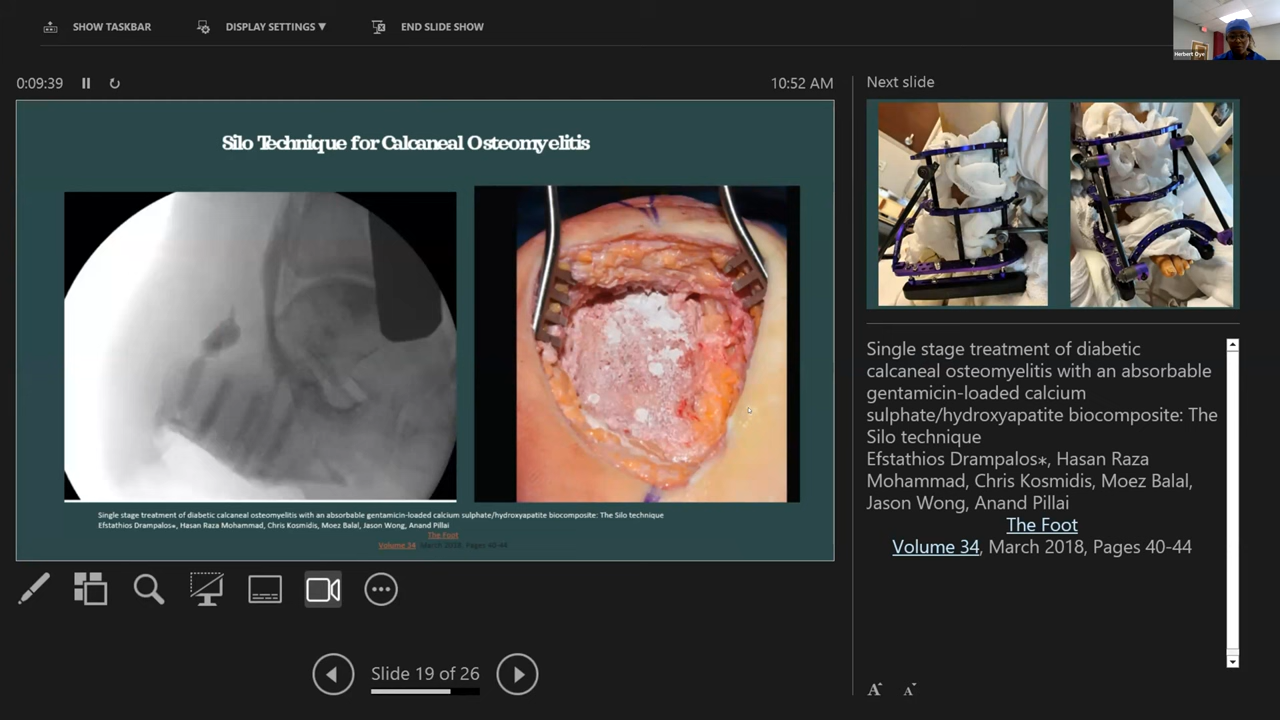 SHOW TASKBAR
DISPLAY SETTINGS ▼
END SLIDE SHOW
Herbert Dye
0:09:39
10:52 AM
Silo Technique for Calcaneal Osteomyelitis
Single stage treatment of diabetic calcaneal osteomyelitis with an absorbable gentamicin-loaded calcium sulphate/hydroxyapatite biocomposite: The Silo technique
Efstathios Drampalos⁎, Hasan Raza Mohammad, Chris Kosmidis, Moez Balal, Jason Wong, Anand Pillai
The Foot
Volume 34, March 2018, Pages 40-44
Slide 19 of 26
Next slide
Single stage treatment of diabetic
calcaneal osteomyelitis with an absorbable
gentamicin-loaded calcium
sulphate/hydroxyapatite biocomposite: The
Silo technique
Efstathios Drampalos⁎, Hasan Raza
Mohammad, Chris Kosmidis, Moez Balal,
Jason Wong, Anand Pillai
The Foot
Volume 34, March 2018, Pages 40-44
A A